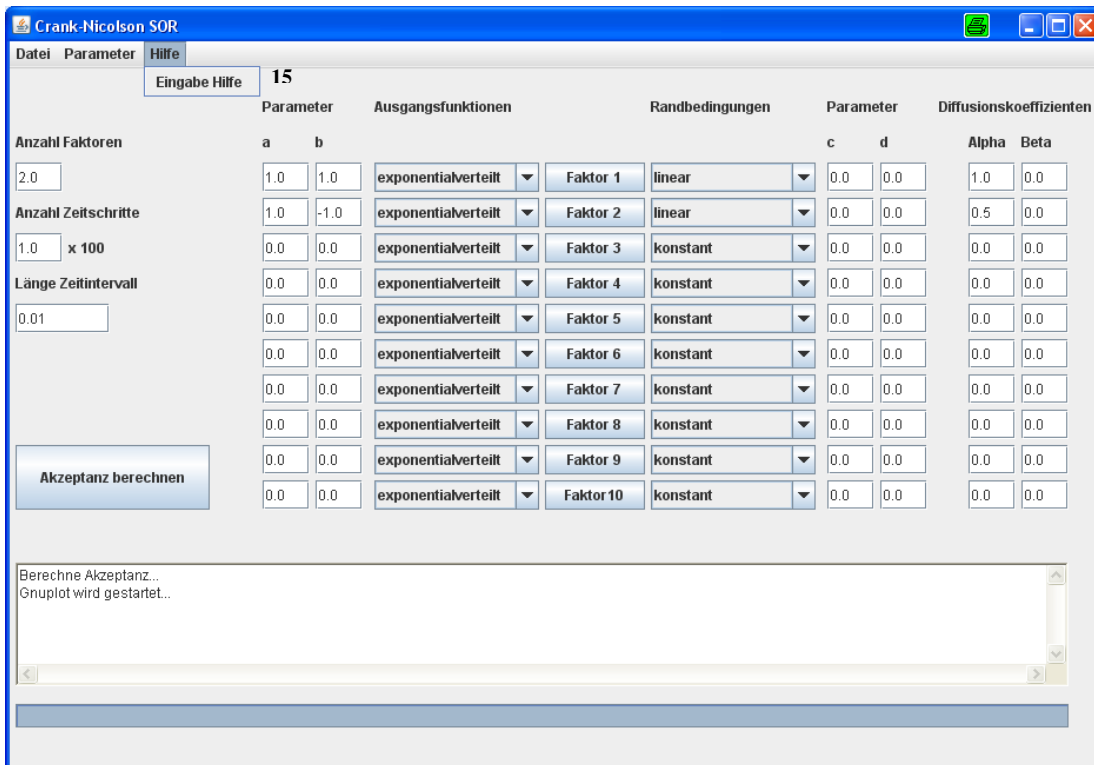 Crank-Nicolson SOR
Datei Parameter Hilfe
Eingabe Hilfe 15
Parameter Ausgangsfunktionen Randbedingungen Parameter Diffusionskoeffizienten
Anzahl Faktoren a b c d Alpha Beta
2.0 1.0 1.0 exponentialverteilt Faktor 1 linear 0.0 0.0 1.0 0.0
Anzahl Zeitschritte 1.0 -1.0 exponentialverteilt Faktor 2 linear 0.0 0.0 0.5 0.0
1.0 x 100 0.0 0.0 exponentialverteilt Faktor 3 konstant 0.0 0.0 0.0 0.0
Länge Zeitintervall 0.0 0.0 exponentialverteilt Faktor 4 konstant 0.0 0.0 0.0 0.0
0.01 0.0 0.0 exponentialverteilt Faktor 5 konstant 0.0 0.0 0.0 0.0
0.0 0.0 exponentialverteilt Faktor 6 konstant 0.0 0.0 0.0 0.0
0.0 0.0 exponentialverteilt Faktor 7 konstant 0.0 0.0 0.0 0.0
0.0 0.0 exponentialverteilt Faktor 8 konstant 0.0 0.0 0.0 0.0
0.0 0.0 exponentialverteilt Faktor 9 konstant 0.0 0.0 0.0 0.0
Akzeptanz berechnen
0.0 0.0 exponentialverteilt Faktor10 konstant 0.0 0.0 0.0 0.0
Berechne Akzeptanz...
Gnuplot wird gestartet...